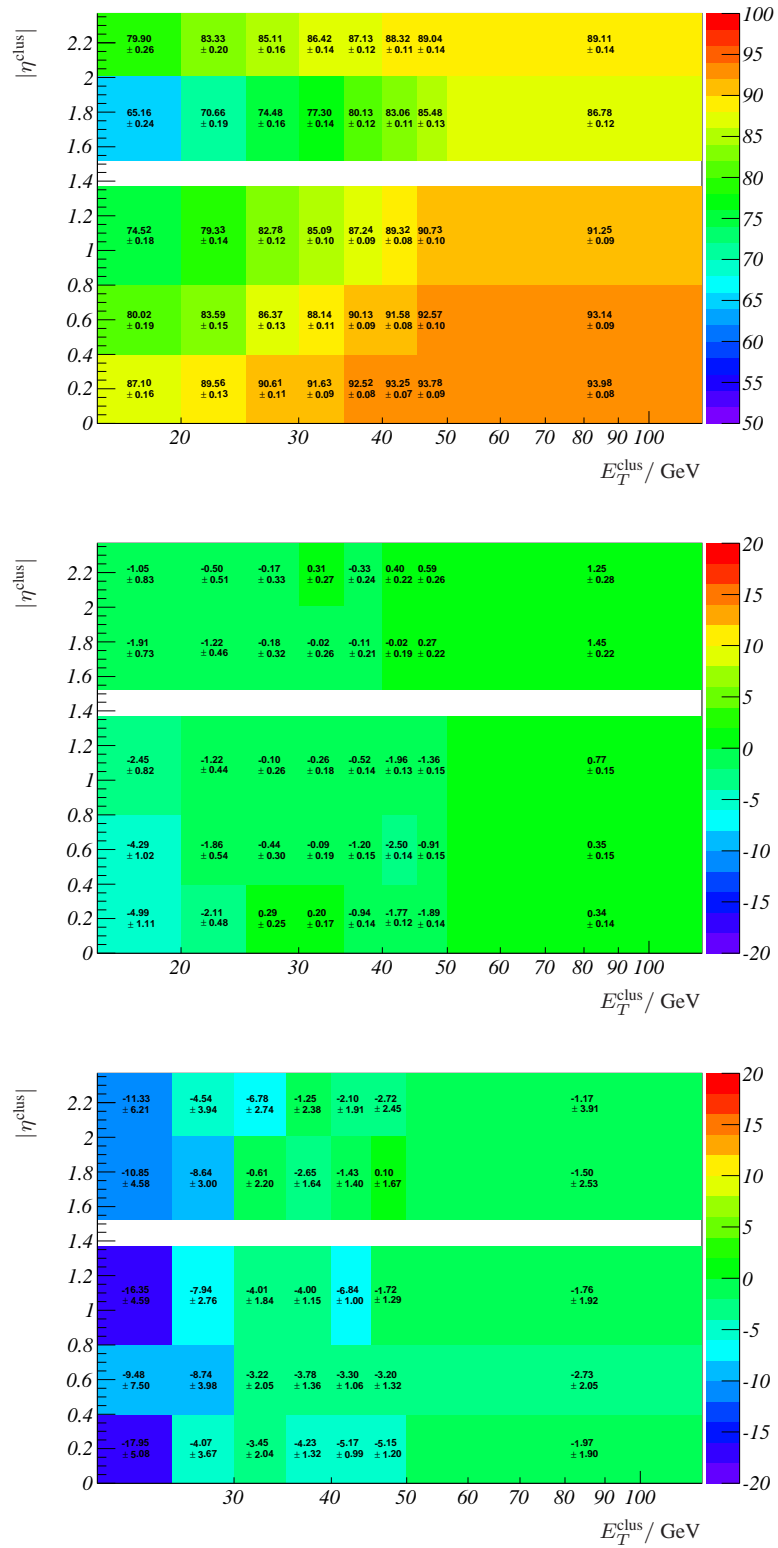 |η^clus|
2.2
2
1.8
1.6
1.4
1.2
1
0.8
0.6
0.4
0.2
0
79.90 83.33 85.11 86.42 87.13 88.32 89.04 89.11
± 0.26 ± 0.20 ± 0.16 ± 0.14 ± 0.12 ± 0.11 ± 0.14 ± 0.14
65.16 70.66 74.48 77.30 80.13 83.06 85.48 86.78
± 0.24 ± 0.19 ± 0.16 ± 0.14 ± 0.12 ± 0.11 ± 0.13 ± 0.12
74.52 79.33 82.78 85.09 87.24 89.32 90.73 91.25
± 0.18 ± 0.14 ± 0.12 ± 0.10 ± 0.09 ± 0.08 ± 0.10 ± 0.09
80.02 83.59 86.37 88.14 90.13 91.58 92.57 93.14
± 0.19 ± 0.15 ± 0.13 ± 0.11 ± 0.09 ± 0.08 ± 0.10 ± 0.09
87.10 89.56 90.61 91.63 92.52 93.25 93.78 93.98
± 0.16 ± 0.13 ± 0.11 ± 0.09 ± 0.08 ± 0.07 ± 0.09 ± 0.08
20 30 40 50 60 70 80 90 100
E_T^clus / GeV
100
95
90
85
80
75
70
65
60
55
50
|η^clus|
2.2
2
1.8
1.6
1.4
1.2
1
0.8
0.6
0.4
0.2
0
-1.05 -0.50 -0.17 0.31 -0.33 0.40 0.59 1.25
± 0.83 ± 0.51 ± 0.33 ± 0.27 ± 0.24 ± 0.22 ± 0.26 ± 0.28
-1.91 -1.22 -0.18 -0.02 -0.11 -0.02 0.27 1.45
± 0.73 ± 0.46 ± 0.32 ± 0.26 ± 0.21 ± 0.19 ± 0.22 ± 0.22
-2.45 -1.22 -0.10 -0.26 -0.52 -1.96 -1.36 0.77
± 0.82 ± 0.44 ± 0.26 ± 0.18 ± 0.14 ± 0.13 ± 0.15 ± 0.15
-4.29 -1.86 -0.44 -0.09 -1.20 -2.50 -0.91 0.35
± 1.02 ± 0.54 ± 0.30 ± 0.19 ± 0.15 ± 0.14 ± 0.15 ± 0.15
-4.99 -2.11 0.29 0.20 -0.94 -1.77 -1.89 0.34
± 1.11 ± 0.48 ± 0.25 ± 0.17 ± 0.14 ± 0.12 ± 0.14 ± 0.14
20 30 40 50 60 70 80 90 100
E_T^clus / GeV
20
15
10
5
0
-5
-10
-15
-20
|η^clus|
2.2
2
1.8
1.6
1.4
1.2
1
0.8
0.6
0.4
0.2
0
-11.33 -4.54 -6.78 -1.25 -2.10 -2.72 -1.17
± 6.21 ± 3.94 ± 2.74 ± 2.38 ± 1.91 ± 2.45 ± 3.91
-10.85 -8.64 -0.61 -2.65 -1.43 0.10 -1.50
± 4.58 ± 3.00 ± 2.20 ± 1.64 ± 1.40 ± 1.67 ± 2.53
-16.35 -7.94 -4.01 -4.00 -6.84 -1.72 -1.76
± 4.59 ± 2.76 ± 1.84 ± 1.15 ± 1.00 ± 1.29 ± 1.92
-9.48 -8.74 -3.22 -3.78 -3.30 -3.20 -2.73
± 7.50 ± 3.98 ± 2.05 ± 1.36 ± 1.06 ± 1.32 ± 2.05
-17.95 -4.07 -3.45 -4.23 -5.17 -5.15 -1.97
± 5.08 ± 3.67 ± 2.04 ± 1.32 ± 0.99 ± 1.20 ± 1.90
30 40 50 60 70 80 90 100
E_T^clus / GeV
20
15
10
5
0
-5
-10
-15
-20